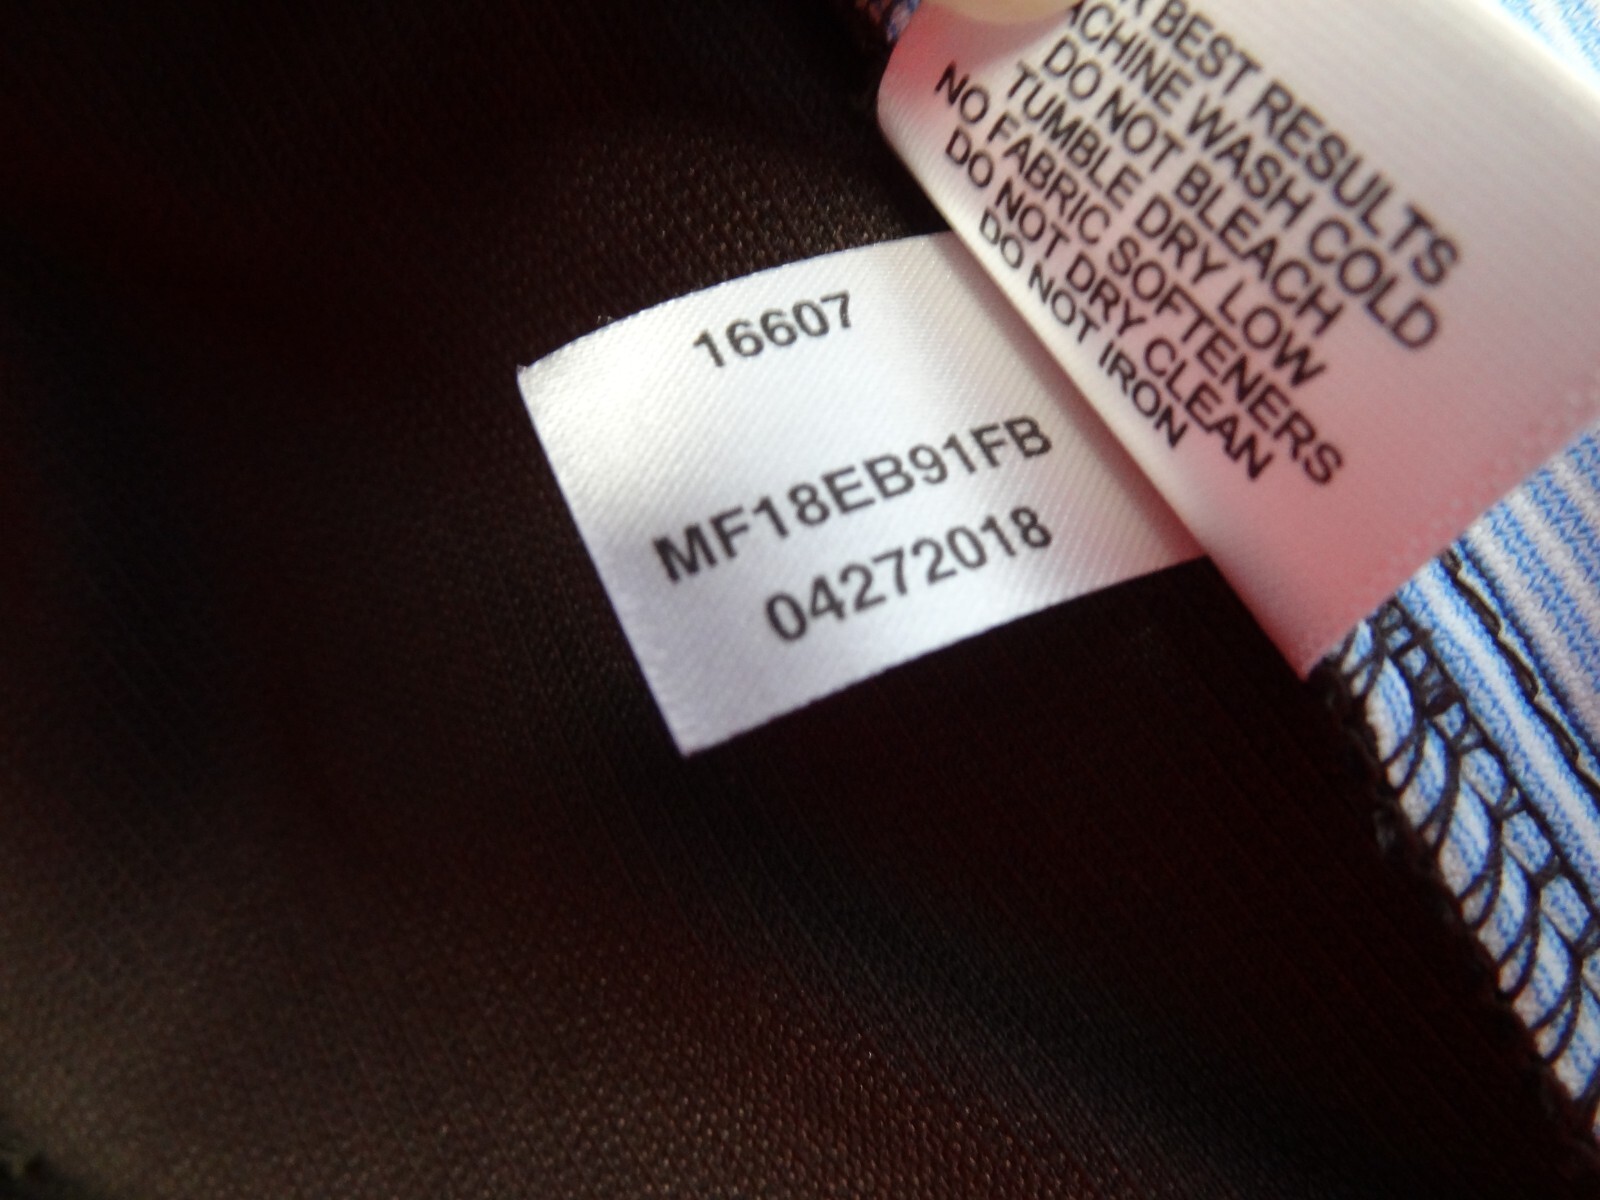 BEST RESULTS
ACHINE WASH COLD
DO NOT BLEACH
TUMBLE DRY LOW
NO FABRIC SOFTENERS
DO NOT DRY CLEAN
DO NOT IRON
16607
MF18EB91FB
04272018